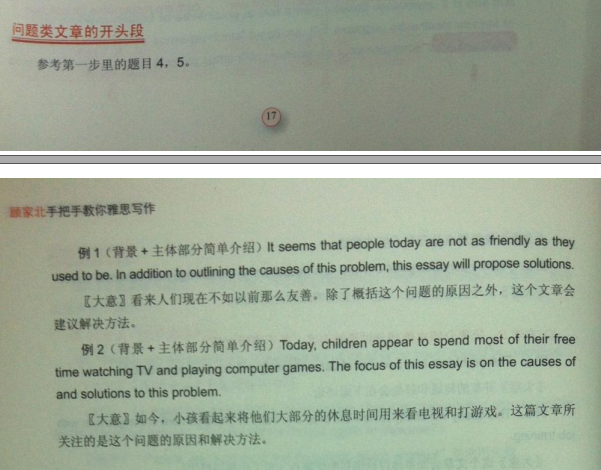 问题类文章的开头段
参考第一步里的题目 4，5。
17
顾家北手把手教你雅思写作
例 1（背景 + 主体部分简单介绍）It seems that people today are not as friendly as they
used to be. In addition to outlining the causes of this problem, this essay will propose solutions.
〖大意〗看来人们现在不如以前那么友善。除了概括这个问题的原因之外，这个文章会
建议解决方法。
例 2（背景 + 主体部分简单介绍）Today, children appear to spend most of their free
time watching TV and playing computer games. The focus of this essay is on the causes of
and solutions to this problem.
〖大意〗如今，小孩看起来将他们大部分的休息时间用来看电视和打游戏。这篇文章所
关注的是这个问题的原因和解决方法。